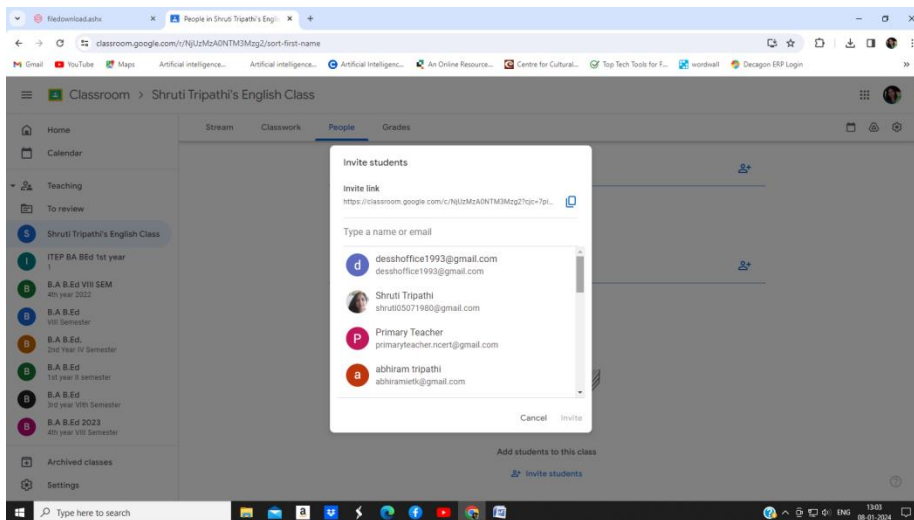 filedownload.ashx
People in Shruti Tripathi's Engli
classroom.google.com/r/NjUzMzA0NTM3Mzg2/sort-first-name
Gmail YouTube Maps Artificial intelligence... Artificial intelligence... Artificial Intelligenc... An Online Resource... Centre for Cultural... Top Tech Tools for F... wordwall Decagon ERP Login
Classroom > Shruti Tripathi's English Class
Home
Calendar
Teaching
To review
S Shruti Tripathi's English Class
I ITEP BA BEd 1st year
1
B B.A B.Ed VIII SEM
4th year 2022
B B.A B.Ed
VIII Semester
B B.A B.Ed.
2nd Year IV Semester
B B.A B.Ed
1st year II semester
B B.A B.Ed
3rd year VIth Semester
B B.A B.Ed 2023
4th year VIII Semester
Archived classes
Settings
Stream Classwork People Grades
Invite students
Invite link
https://classroom.google.com/c/NjUzMzA0NTM3Mzg2?cjc=7pi...
Type a name or email
d desshoffice1993@gmail.com
desshoffice1993@gmail.com
Shruti Tripathi
shruti05071980@gmail.com
P Primary Teacher
primaryteacher.ncert@gmail.com
a abhiram tripathi
abhiramietk@gmail.com
Cancel Invite
Add students to this class
Invite students
Type here to search
ENG
13:03
08-01-2024